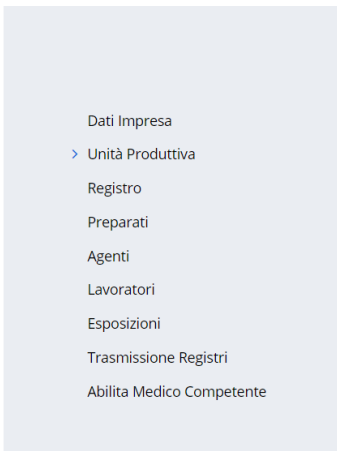 Dati Impresa
Unità Produttiva
Registro
Preparati
Agenti
Lavoratori
Esposizioni
Trasmissione Registri
Abilita Medico Competente